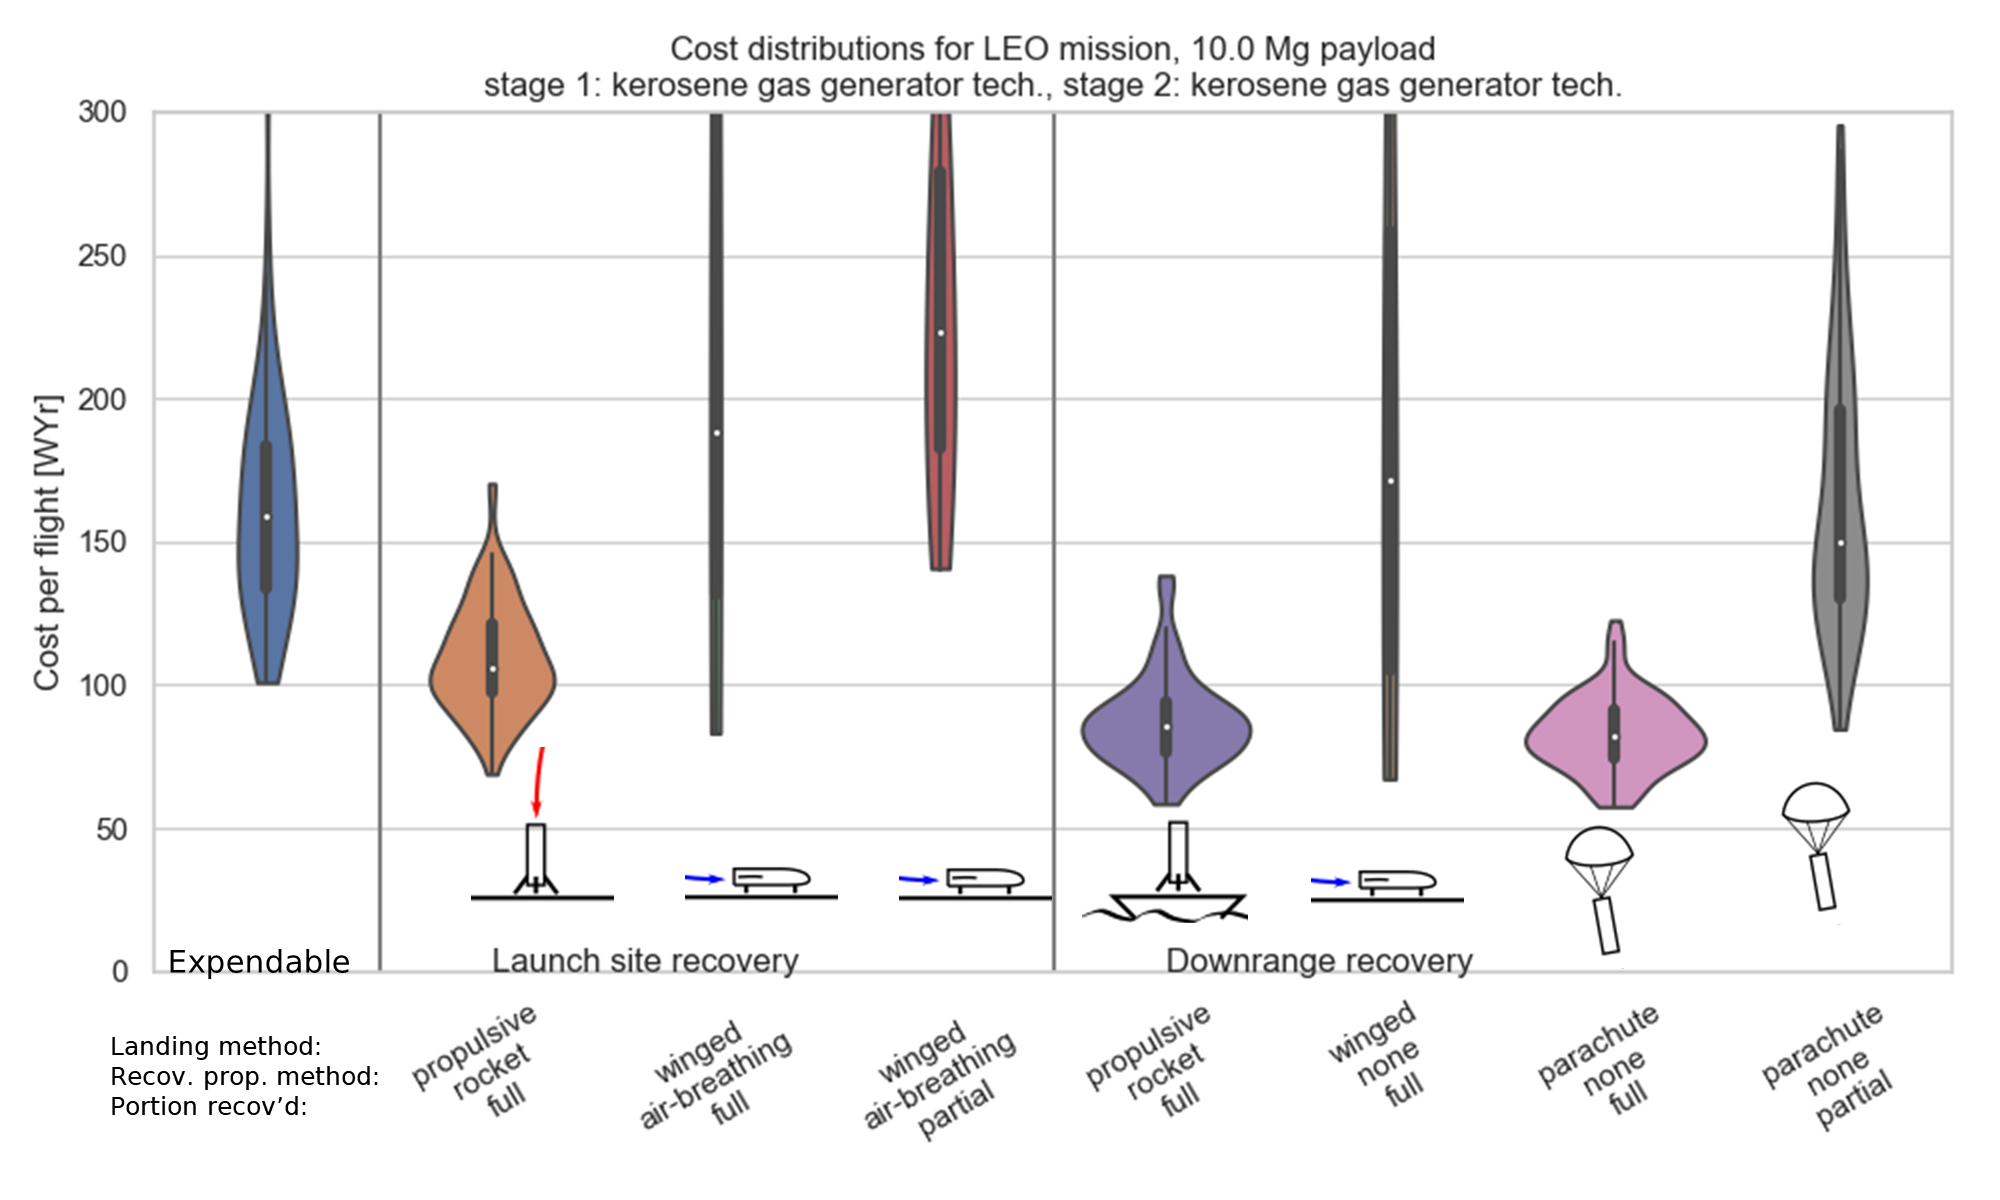 Cost distributions for LEO mission, 10.0 Mg payload
stage 1: kerosene gas generator tech., stage 2: kerosene gas generator tech.
Cost per flight [WYr]
300
250
200
150
100
50
0
Expendable
Launch site recovery
Downrange recovery
Landing method:
Recov. prop. method:
Portion recov’d:
propulsive
rocket
full
winged
air-breathing
full
winged
air-breathing
partial
propulsive
rocket
full
winged
none
full
parachute
none
full
parachute
none
partial